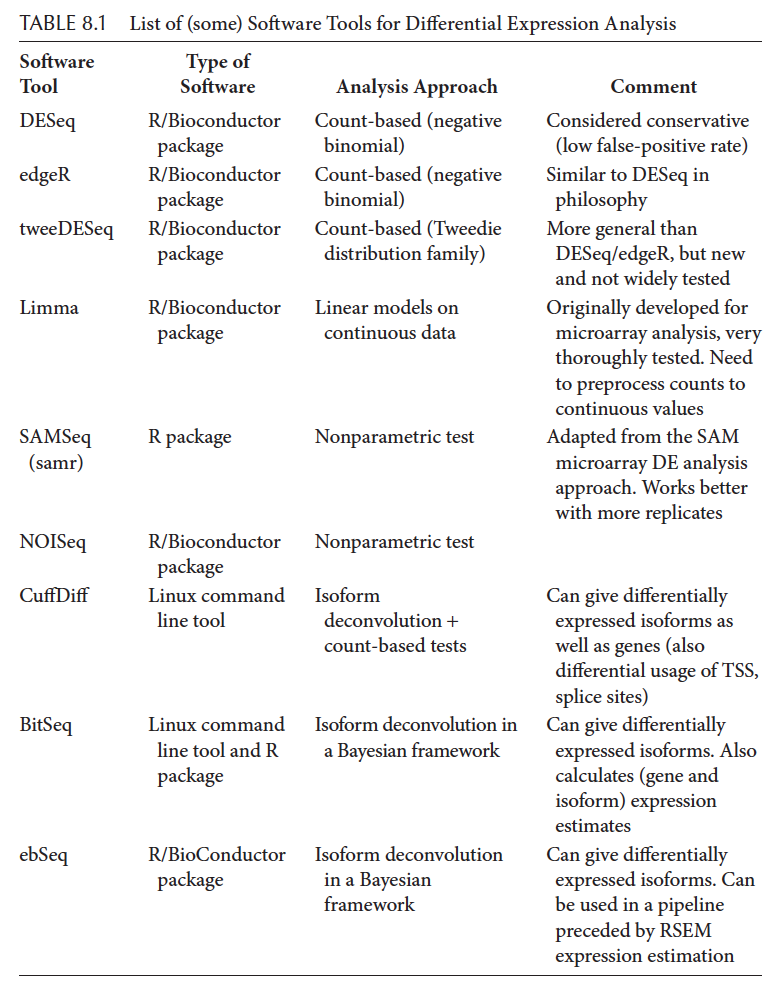 TABLE 8.1 List of (some) Software Tools for Differential Expression Analysis
Software Tool | Type of Software | Analysis Approach | Comment
DESeq | R/Bioconductor package | Count-based (negative binomial) | Considered conservative (low false-positive rate)
edgeR | R/Bioconductor package | Count-based (negative binomial) | Similar to DESeq in philosophy
tweeDESeq | R/Bioconductor package | Count-based (Tweedie distribution family) | More general than DESeq/edgeR, but new and not widely tested
Limma | R/Bioconductor package | Linear models on continuous data | Originally developed for microarray analysis, very thoroughly tested. Need to preprocess counts to continuous values
SAMSeq (samr) | R package | Nonparametric test | Adapted from the SAM microarray DE analysis approach. Works better with more replicates
NOISeq | R/Bioconductor package | Nonparametric test
CuffDiff | Linux command line tool | Isoform deconvolution + count-based tests | Can give differentially expressed isoforms as well as genes (also differential usage of TSS, splice sites)
BitSeq | Linux command line tool and R package | Isoform deconvolution in a Bayesian framework | Can give differentially expressed isoforms. Also calculates (gene and isoform) expression estimates
ebSeq | R/BioConductor package | Isoform deconvolution in a Bayesian framework | Can give differentially expressed isoforms. Can be used in a pipeline preceded by RSEM expression estimation